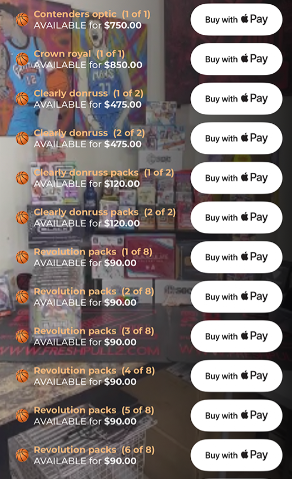 Contenders optic (1 of 1)
AVAILABLE for $750.00
Buy with Pay
Crown royal (1 of 1)
AVAILABLE for $850.00
Buy with Pay
Clearly donruss (1 of 2)
AVAILABLE for $475.00
Buy with Pay
Clearly donruss (2 of 2)
AVAILABLE for $475.00
Buy with Pay
Clearly donruss packs (1 of 2)
AVAILABLE for $120.00
Buy with Pay
Clearly donruss packs (2 of 2)
AVAILABLE for $120.00
Buy with Pay
Revolution packs (1 of 8)
AVAILABLE for $90.00
Buy with Pay
Revolution packs (2 of 8)
AVAILABLE for $90.00
Buy with Pay
Revolution packs (3 of 8)
AVAILABLE for $90.00
Buy with Pay
WWW.FRESHPULLZ.COM
Revolution packs (4 of 8)
AVAILABLE for $90.00
Buy with Pay
Revolution packs (5 of 8)
AVAILABLE for $90.00
Buy with Pay
Revolution packs (6 of 8)
AVAILABLE for $90.00
Buy with Pay